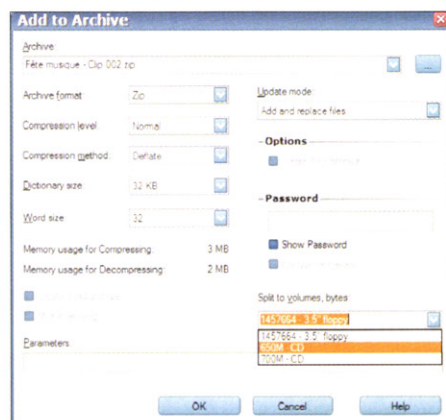 Add to Archive
Archive:
Fête musique - Clip 002.zip
...
Archive format: Zip
Compression level: Normal
Compression method: Deflate
Dictionary size: 32 KB
Word size: 32
Memory usage for Compressing: 3 MB
Memory usage for Decompressing: 2 MB
Parameters
Update mode:
Add and replace files
Options
Password
Show Password
Split to volumes, bytes
1457664 - 3.5" floppy
1457664 - 3.5" floppy
650M - CD
700M - CD
OK
Cancel
Help